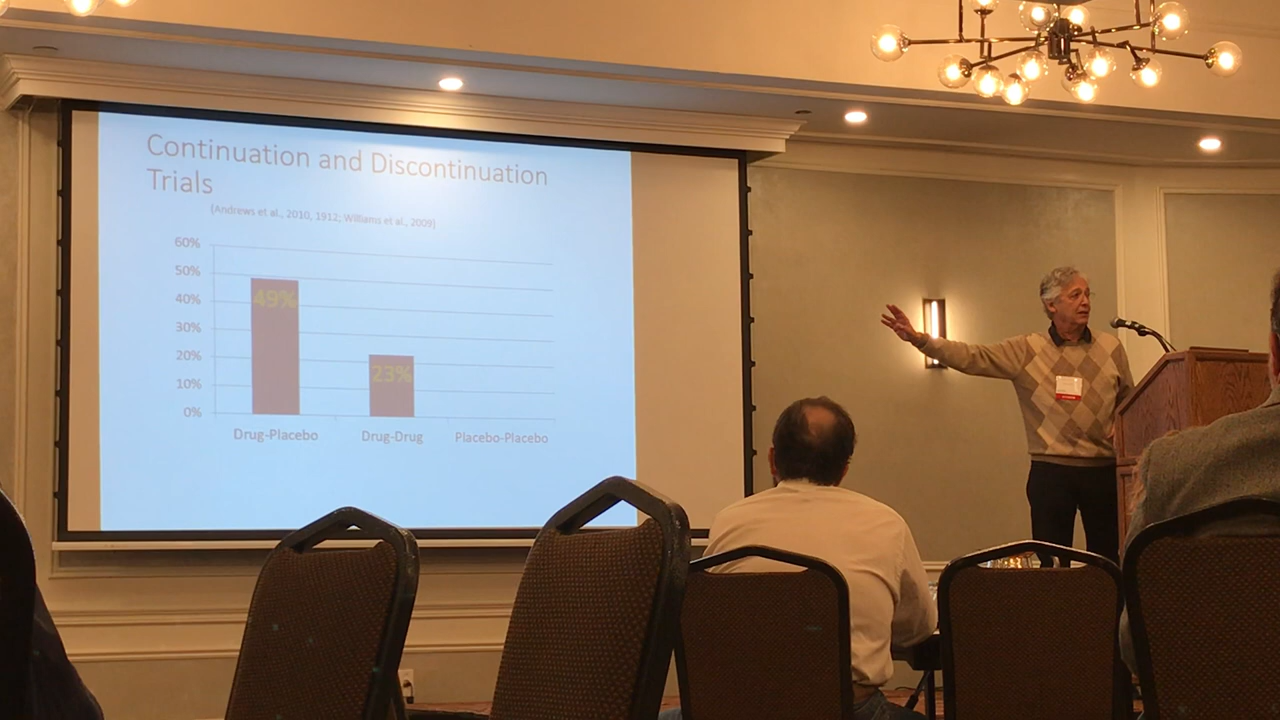 Continuation and Discontinuation
Trials
(Andrews et al., 2010, 1912; Williams et al., 2009)
60%
50%
40%
30%
20%
10%
0%
49%
23%
Drug-Placebo
Drug-Drug
Placebo-Placebo